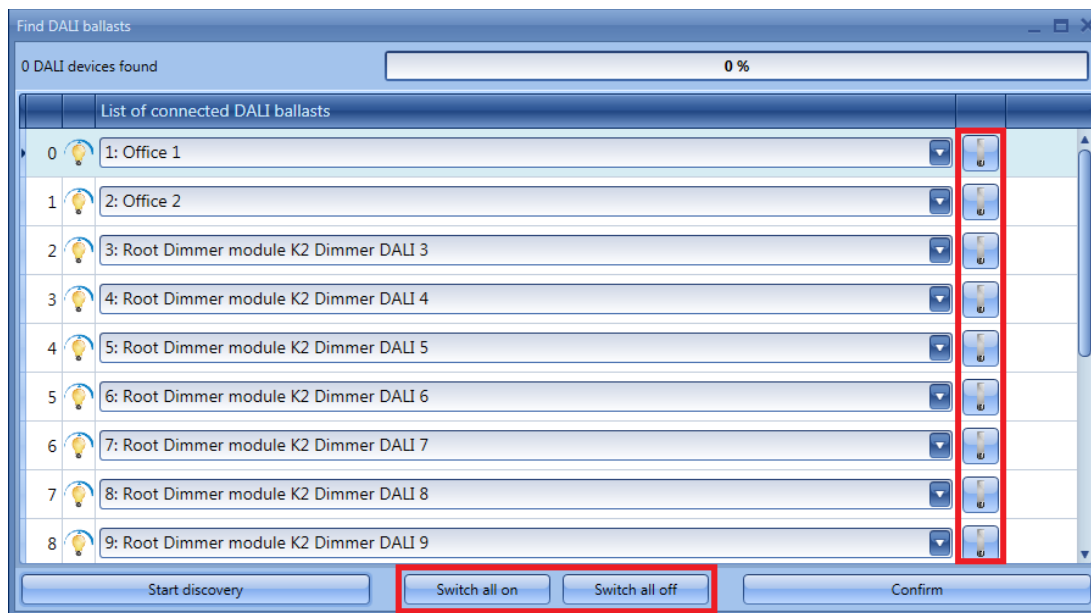 Find DALI ballasts
0 DALI devices found 0 %
List of connected DALI ballasts
0 1: Office 1
1 2: Office 2
2 3: Root Dimmer module K2 Dimmer DALI 3
3 4: Root Dimmer module K2 Dimmer DALI 4
4 5: Root Dimmer module K2 Dimmer DALI 5
5 6: Root Dimmer module K2 Dimmer DALI 6
6 7: Root Dimmer module K2 Dimmer DALI 7
7 8: Root Dimmer module K2 Dimmer DALI 8
8 9: Root Dimmer module K2 Dimmer DALI 9
Start discovery Switch all on Switch all off Confirm